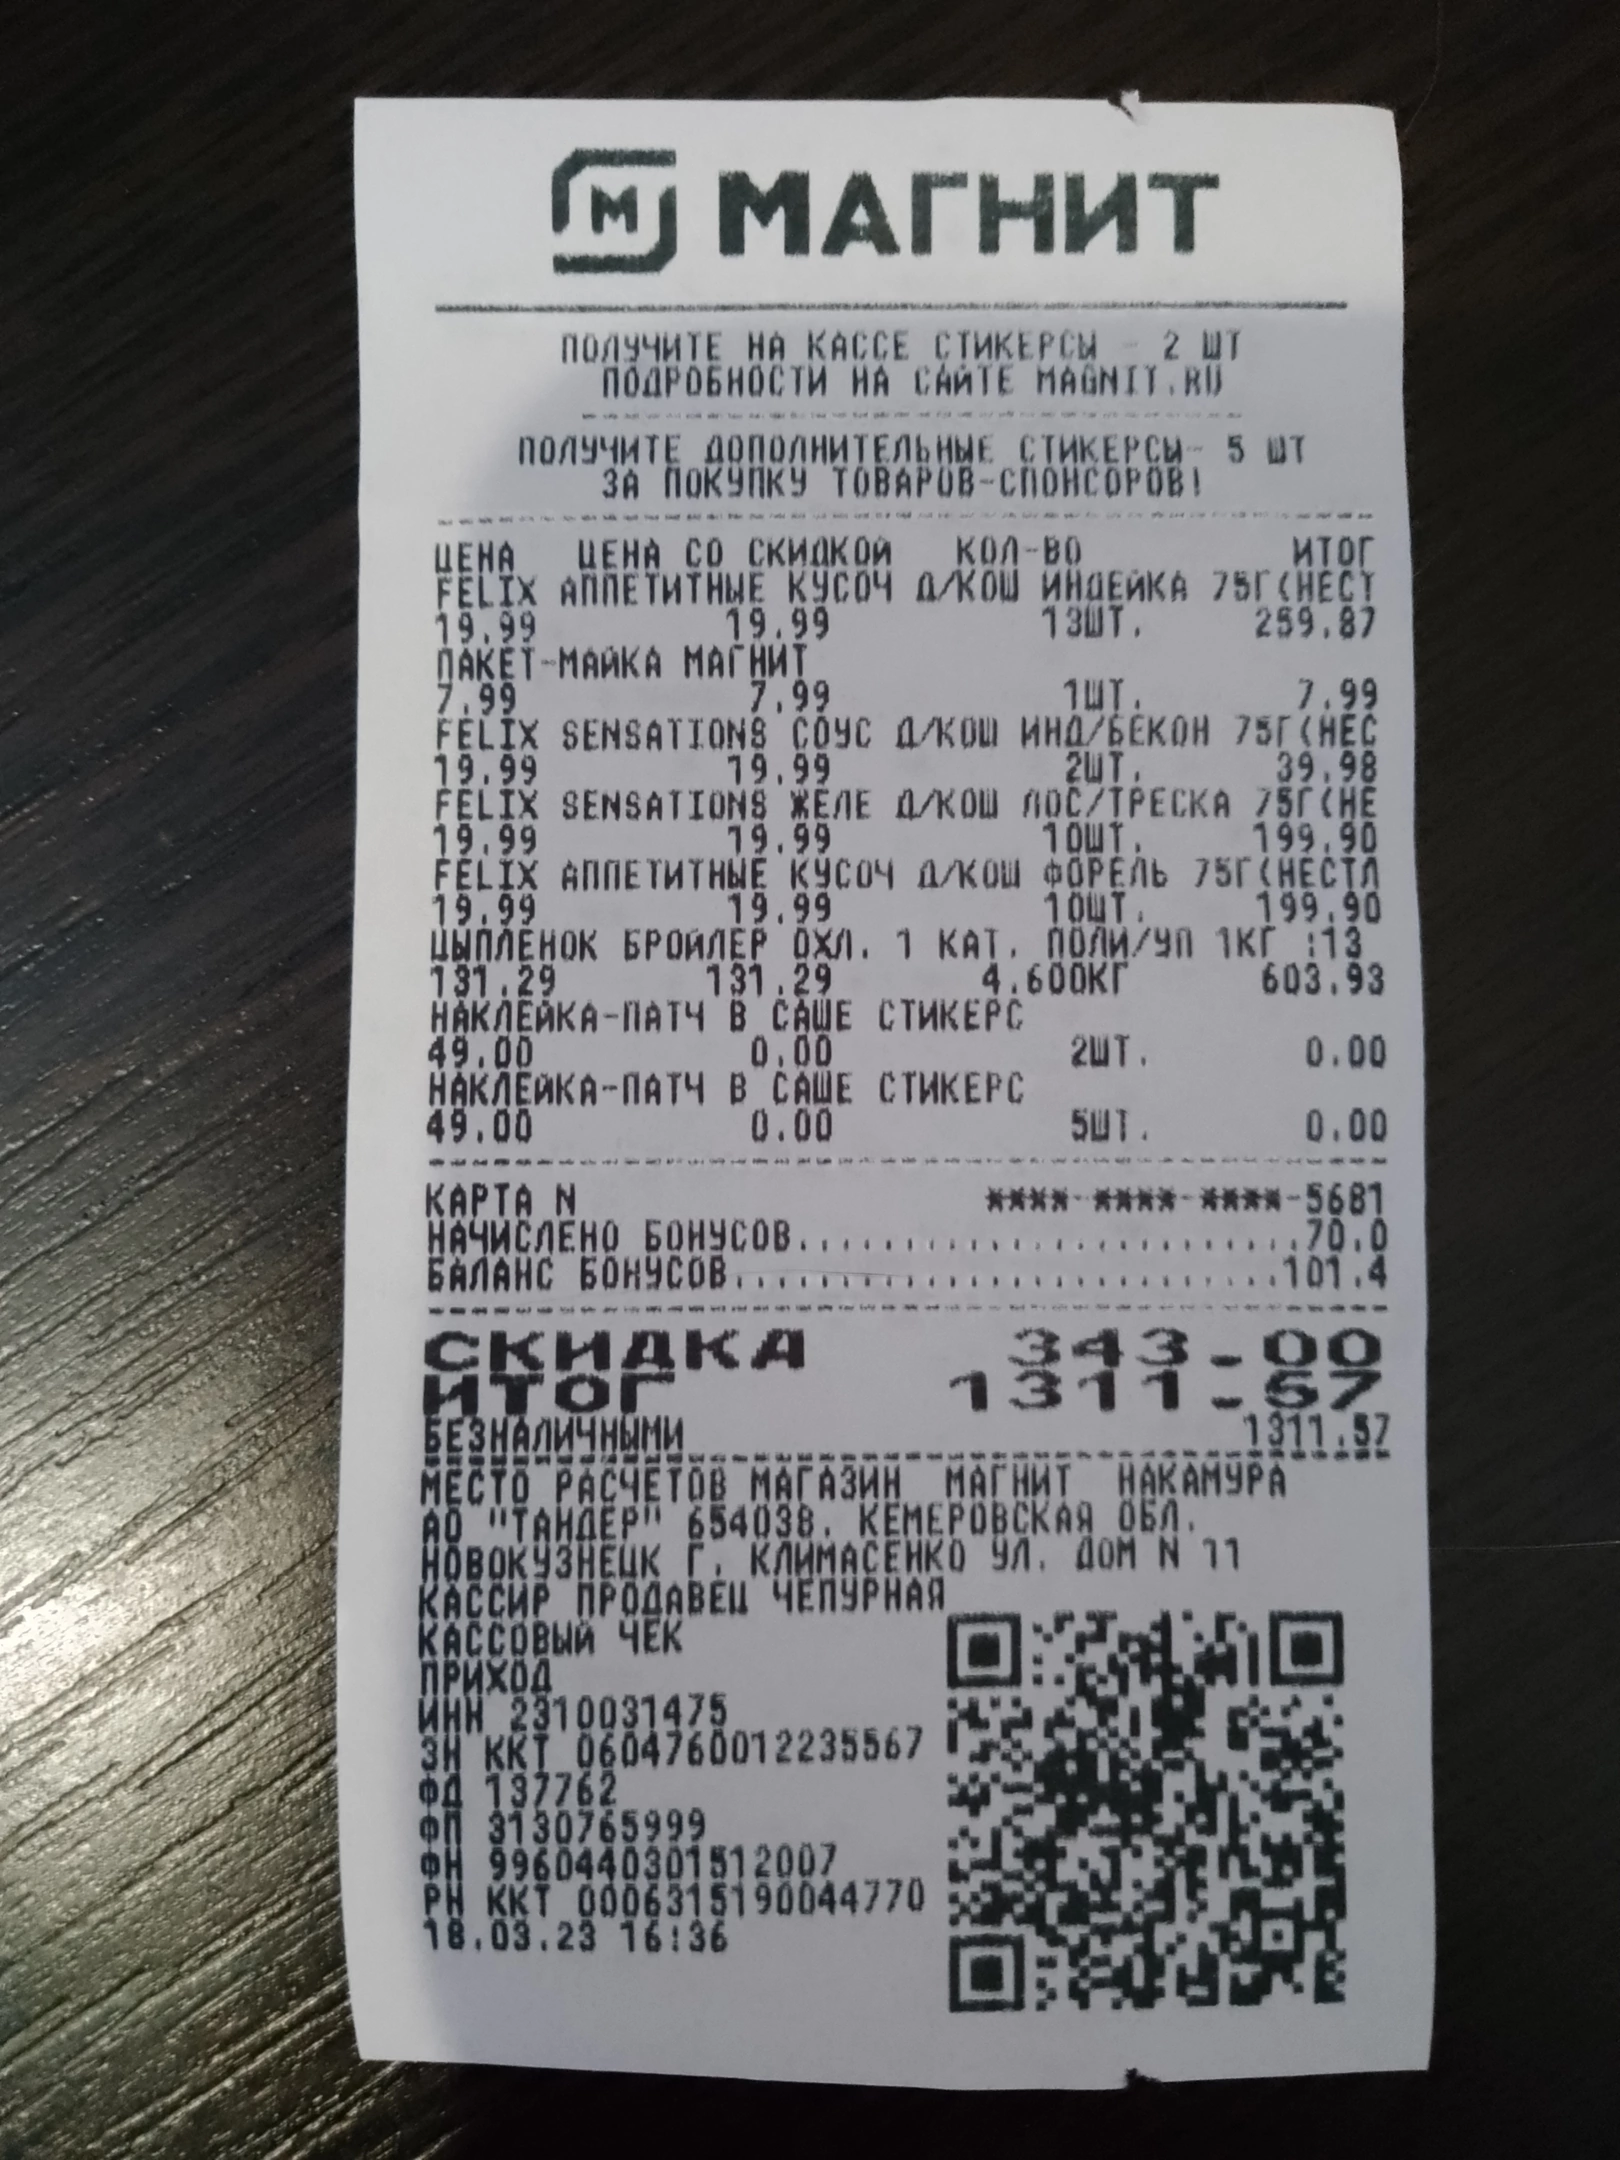 М МАГНИТ
ПОЛУЧИТЕ НА КАССЕ СТИКЕРСЫ - 2 ШТ
ПОДРОБНОСТИ НА САЙТЕ MAGNIT.RU
ПОЛУЧИТЕ ДОПОЛНИТЕЛЬНЫЕ СТИКЕРСЫ- 5 ШТ
ЗА ПОКУПКУ ТОВАРОВ-СПОНСОРОВ!
ЦЕНА ЦЕНА СО СКИДКОЙ КОЛ-ВО ИТОГ
FELIX АППЕТИТНЫЕ КУСОЧ Д/КОШ ИНДЕЙКА 75Г(НЕСТ
19.99 19.99 13ШТ. 259.87
ПАКЕТ-МАЙКА МАГНИТ
7.99 7.99 1ШТ. 7.99
FELIX SENSATIONS СОУС Д/КОШ ИНД/БЕКОН 75Г(НЕС
19.99 19.99 2ШТ. 39.98
FELIX SENSATIONS ЖЕЛЕ Д/КОШ ЛОС/ТРЕСКА 75Г(НЕ
19.99 19.99 10ШТ. 199.90
FELIX АППЕТИТНЫЕ КУСОЧ Д/КОШ ФОРЕЛЬ 75Г(НЕСТЛ
19.99 19.99 10ШТ. 199.90
ЦЫПЛЕНОК БРОЙЛЕР ОХЛ. 1 КАТ. ПОЛИ/УП 1КГ :13
131.29 131.29 4.600КГ 603.93
НАКЛЕЙКА-ПАТЧ В САШЕ СТИКЕРС
49.00 0.00 2ШТ. 0.00
НАКЛЕЙКА-ПАТЧ В САШЕ СТИКЕРС
49.00 0.00 5ШТ. 0.00
КАРТА N ****-****-****-5681
НАЧИСЛЕНО БОНУСОВ............................70.0
БАЛАНС БОНУСОВ..............................101.4
СКИДКА 343.00
ИТОГ 1311.57
БЕЗНАЛИЧНЫМИ 1311.57
МЕСТО РАСЧЕТОВ МАГАЗИН МАГНИТ НАКАМУРА
АО "ТАНДЕР" 654038, КЕМЕРОВСКАЯ ОБЛ,
НОВОКУЗНЕЦК Г, КЛИМАСЕНКО УЛ, ДОМ N 11
КАССИР ПРОДАВЕЦ ЧЕПУРНАЯ
КАССОВЫЙ ЧЕК
ПРИХОД
ИНН 2310031475
ЗН ККТ 0604760012235567
ФД 137762
ФП 3130765999
ФН 9960440301512007
РН ККТ 0006315190044770
18.03.23 16:36